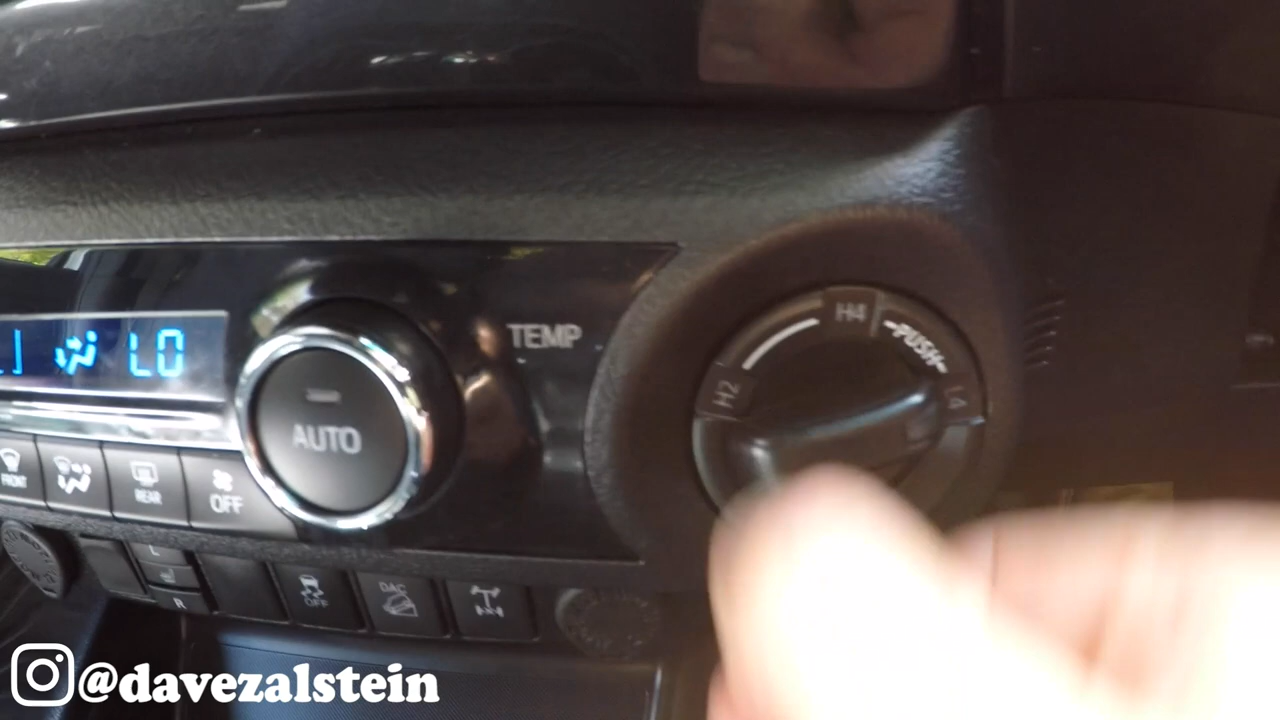 LO
AUTO
TEMP
H2
H4
-PUSH-
L4
FRONT
REAR
OFF
L
R
OFF
DAC
@davezalstein